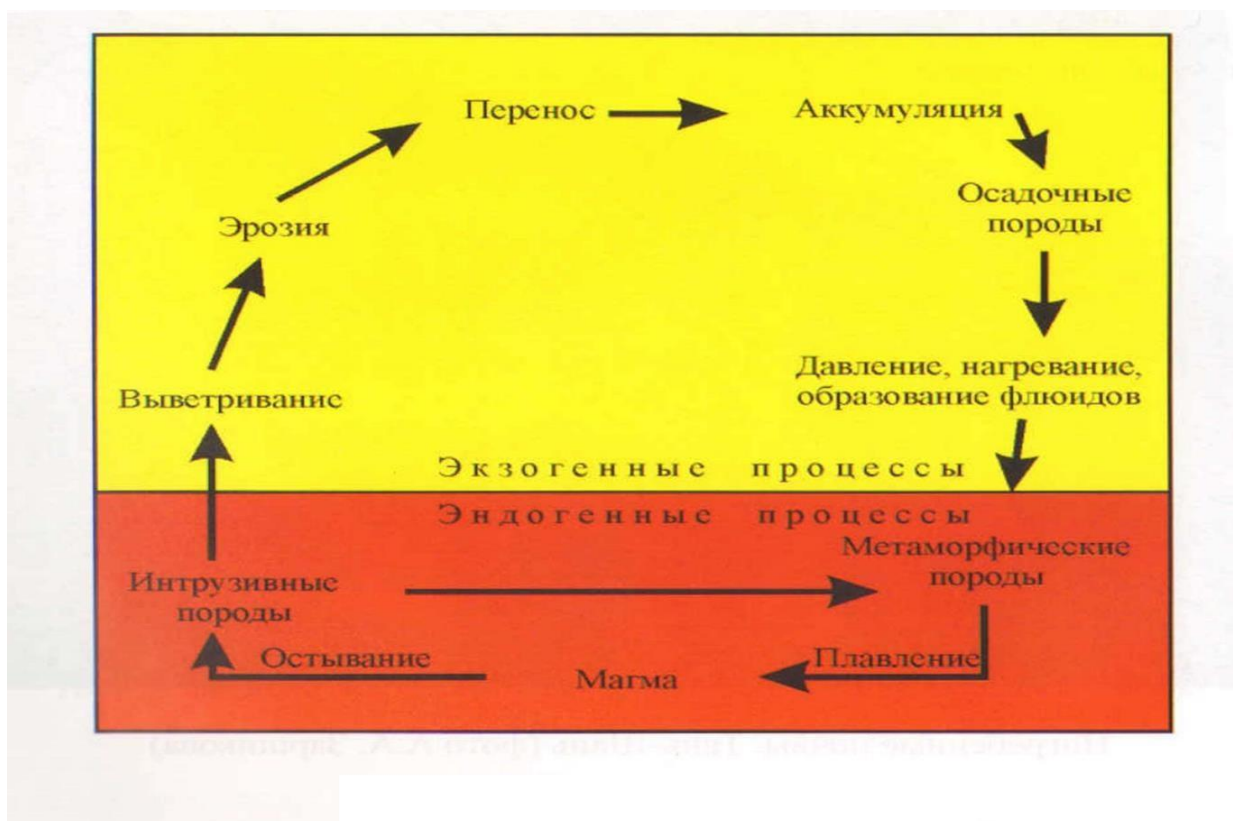 Перенос
Аккумуляция
Осадочные
породы
Эрозия
Давление, нагревание,
образование флюидов
Выветривание
Экзогенные процессы
Эндогенные процессы
Метаморфические
породы
Интрузивные
породы
Остывание
Магма
Плавление